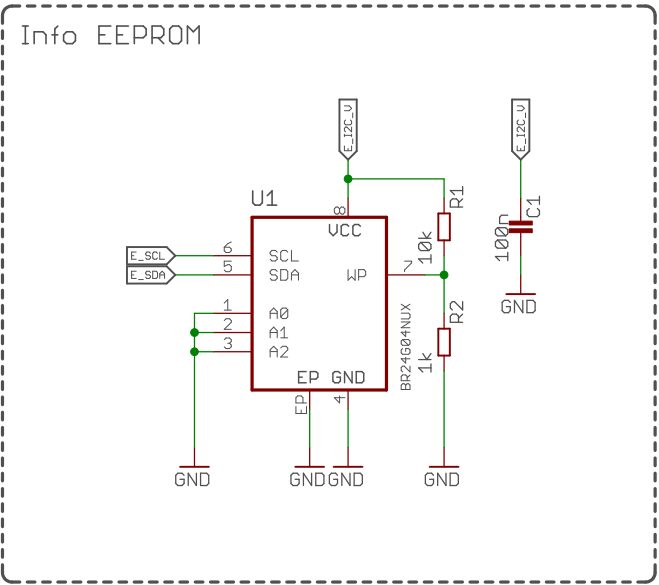 Info EEPROM
E_I2C_V
E_I2C_V
U1
8
VCC
R1
10k
C1
100n
GND
E_SCL
6
SCL
E_SDA
5
SDA
WP
7
1
A0
2
A1
3
A2
BR24G04NUX
R2
1k
EP
GND
EP
4
GND
GND
GND
GND